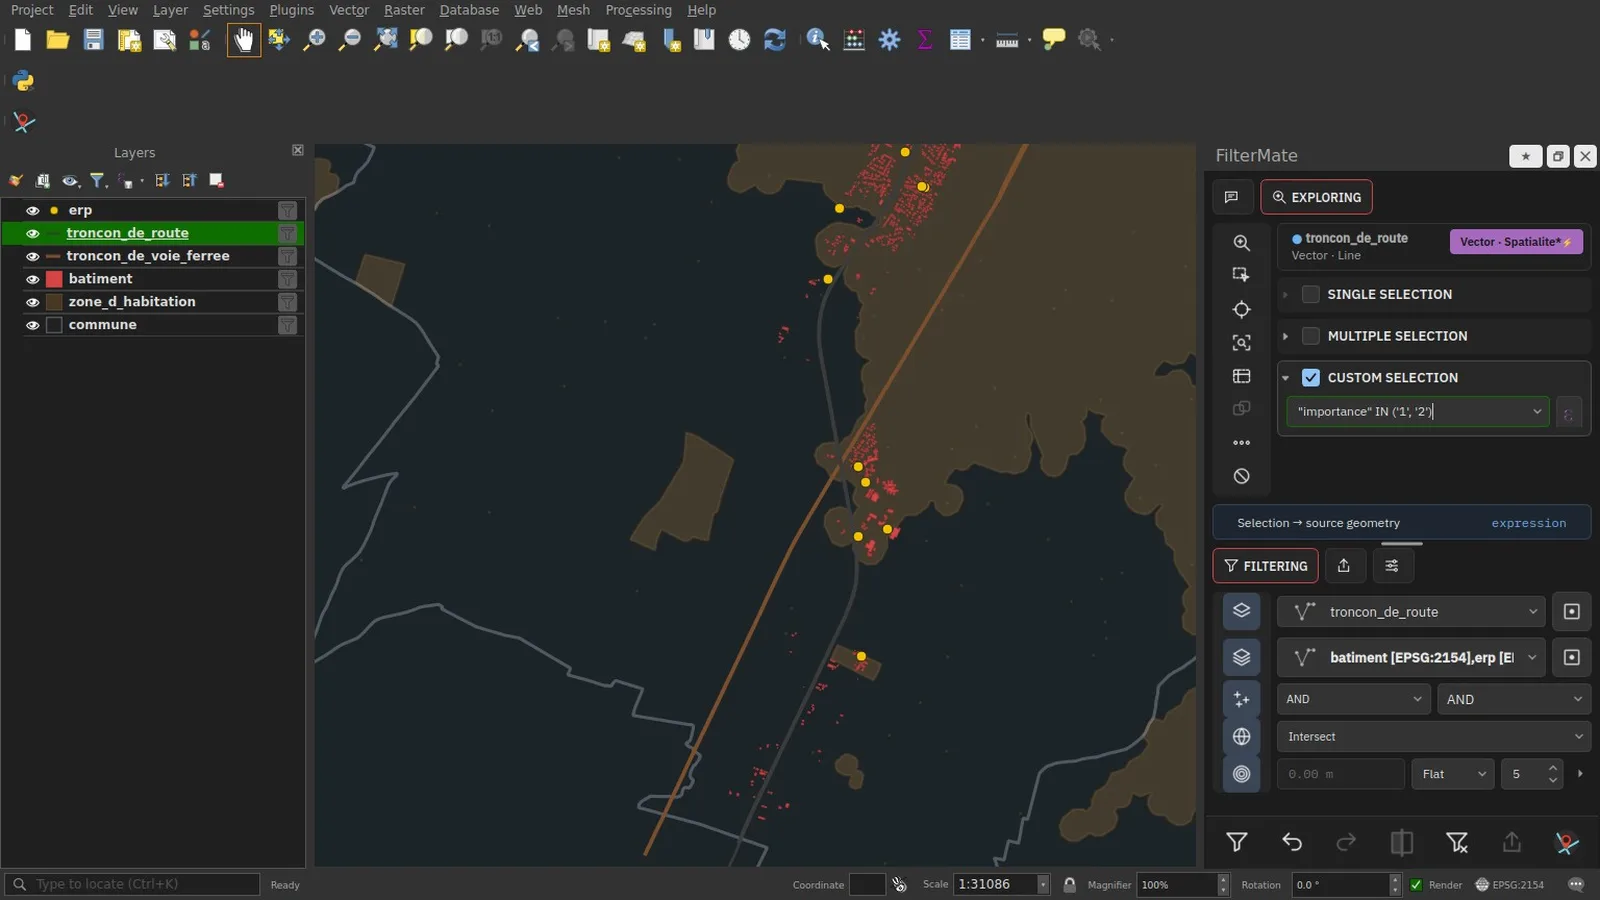 Project Edit View Layer Settings Plugins Vector Raster Database Web Mesh Processing Help
Layers
erp
troncon_de_route
troncon_de_voie_ferree
batiment
zone_d_habitation
commune
FilterMate
EXPLORING
troncon_de_route
Vector · Line
Vector · Spatialite*⚡
SINGLE SELECTION
MULTIPLE SELECTION
CUSTOM SELECTION
"importance" IN ('1', '2')
ε
Selection → source geometry expression
FILTERING
troncon_de_route
batiment [EPSG:2154],erp [E
AND AND
Intersect
0.00 m Flat 5
Type to locate (Ctrl+K) Ready Coordinate Scale 1:31086 Magnifier 100% Rotation 0.0 ° Render EPSG:2154